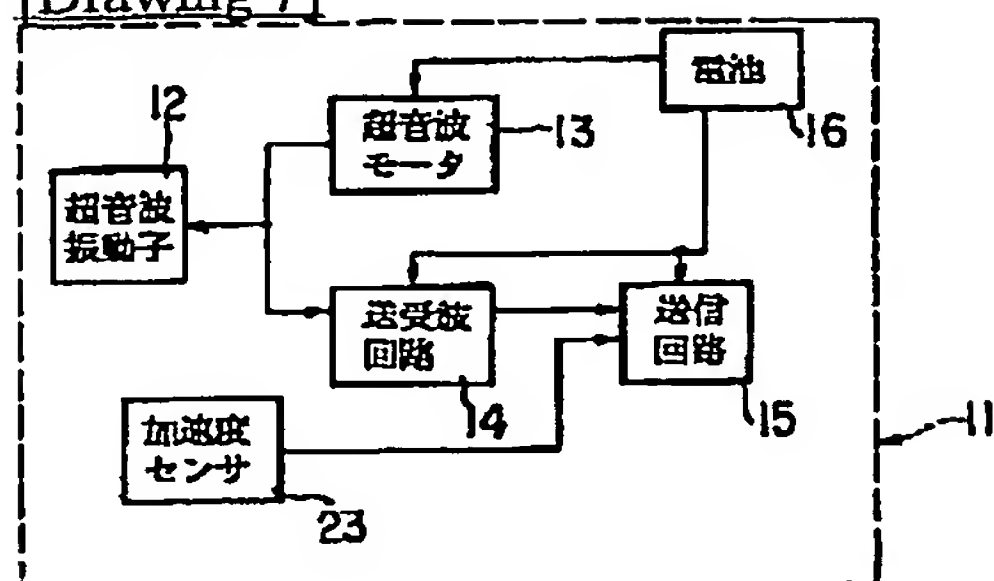 [Drawing 7]
電池
16
12
超音波
モータ
13
超音波
振動子
送受波
回路
14
送信
回路
15
11
加速度
センサ
23